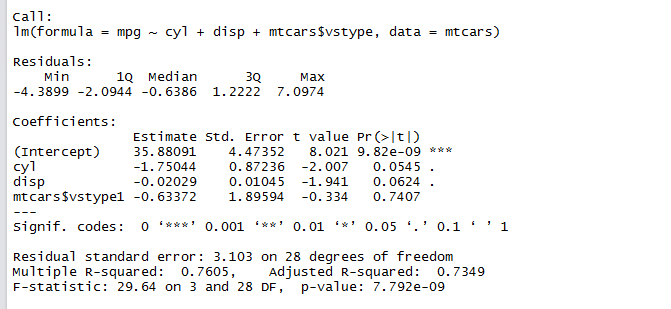 Call:
lm(formula = mpg ~ cyl + disp + mtcars$vstype, data = mtcars)
Residuals:
    Min      1Q  Median      3Q     Max
-4.3899 -2.0944 -0.6386  1.2222  7.0974
Coefficients:
               Estimate Std. Error t value Pr(>|t|)
(Intercept)    35.88091    4.47352   8.021 9.82e-09 ***
cyl            -1.75044    0.87236  -2.007   0.0545 .
disp           -0.02029    0.01045  -1.941   0.0624 .
mtcars$vstype1 -0.63372    1.89594  -0.334   0.7407
---
Signif. codes:  0 ‘***’ 0.001 ‘**’ 0.01 ‘*’ 0.05 ‘.’ 0.1 ‘ ’ 1
Residual standard error: 3.103 on 28 degrees of freedom
Multiple R-squared:  0.7605,    Adjusted R-squared:  0.7349
F-statistic: 29.64 on 3 and 28 DF,  p-value: 7.792e-09